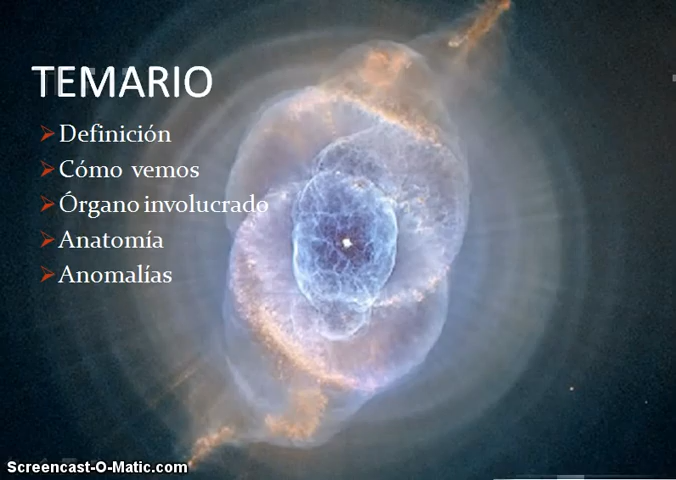 TEMARIO
Definición
Cómo vemos
Órgano involucrado
Anatomía
Anomalías
Screencast-O-Matic.com